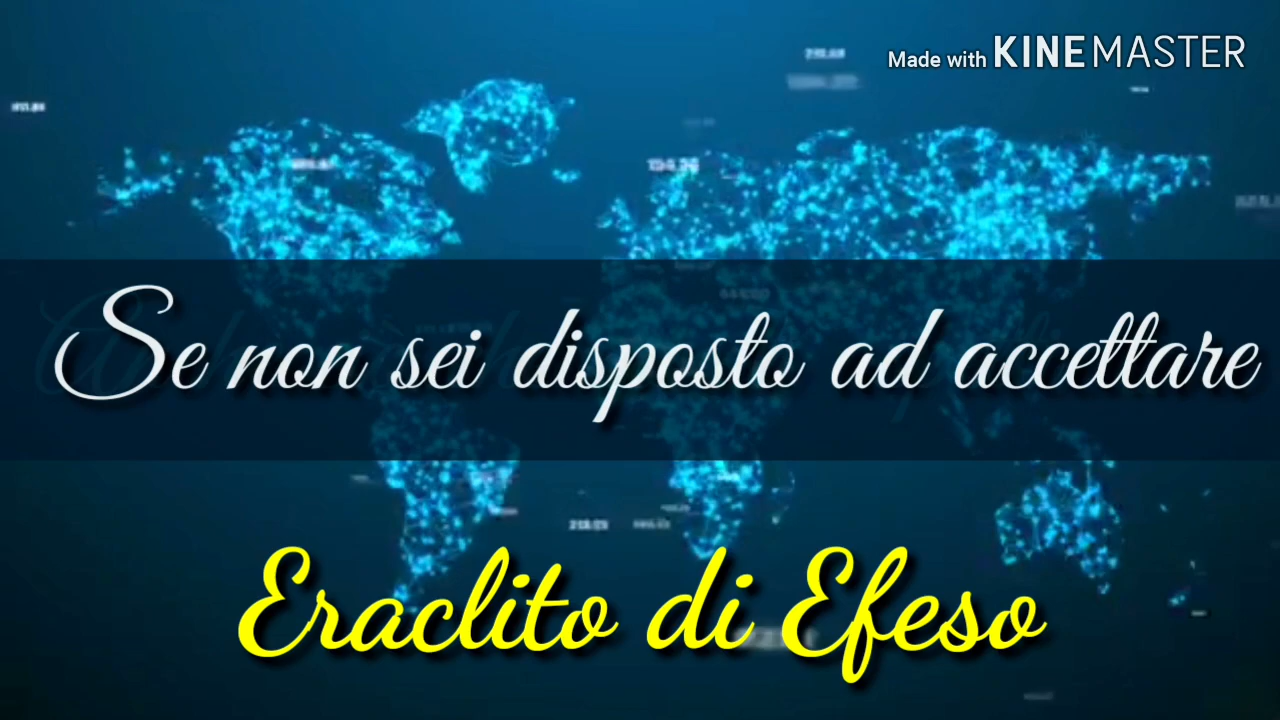 Made with KINEMASTER
Se non sei disposto ad accettare
Eraclito di Efeso